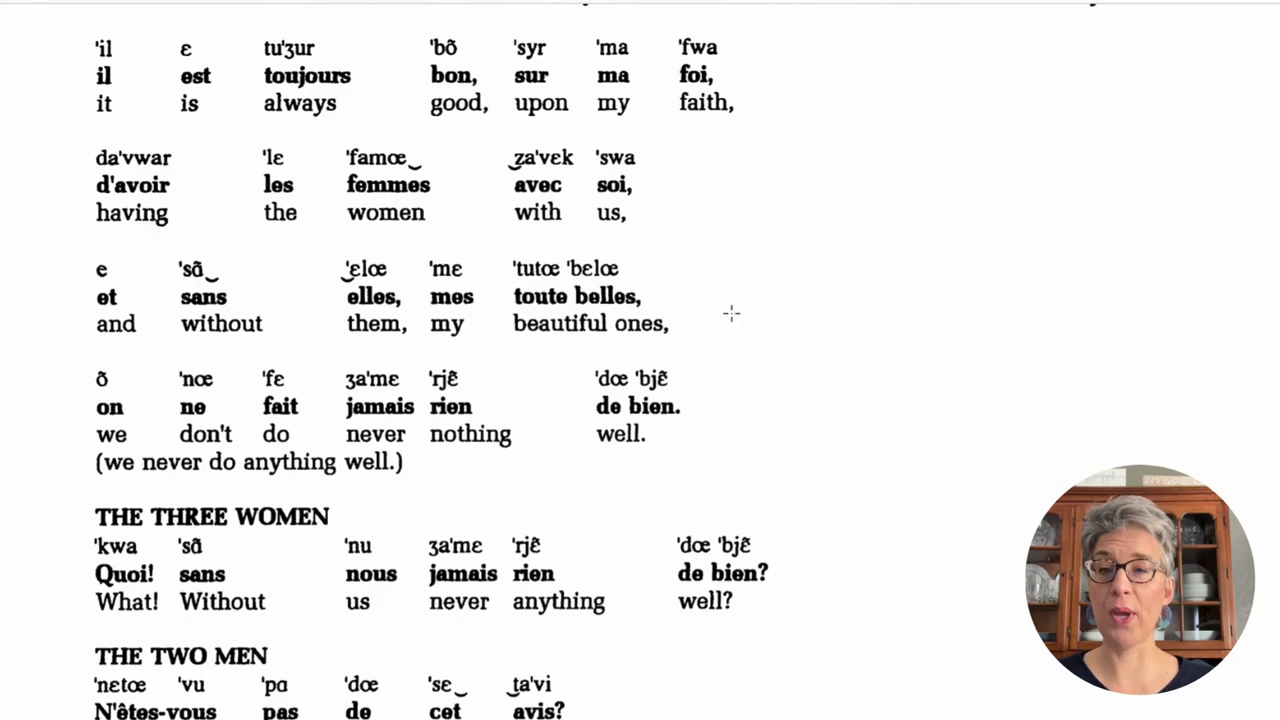 'il ɛ tu'ʒur 'bõ 'syr 'ma 'fwa
il est toujours bon, sur ma foi,
it is always good, upon my faith,
da'vwar 'lɛ 'famœ‿ ‿za'vɛk 'swa
d'avoir les femmes avec soi,
having the women with us,
e 'sɑ̃‿ ‿'ɛlœ 'mɛ 'tutœ 'bɛlœ
et sans elles, mes toute belles,
and without them, my beautiful ones,
õ 'nœ 'fɛ ʒa'mɛ 'rjɛ̃ 'dœ 'bjɛ̃
on ne fait jamais rien de bien.
we don't do never nothing well.
(we never do anything well.)
THE THREE WOMEN
'kwa 'sɑ̃ 'nu ʒa'mɛ 'rjɛ̃ 'dœ 'bjɛ̃
Quoi! sans nous jamais rien de bien?
What! Without us never anything well?
THE TWO MEN
'nɛtœ 'vu 'pɑ 'dœ 'sɛ‿ ‿ta'vi
N'êtes-vous pas de cet avis?